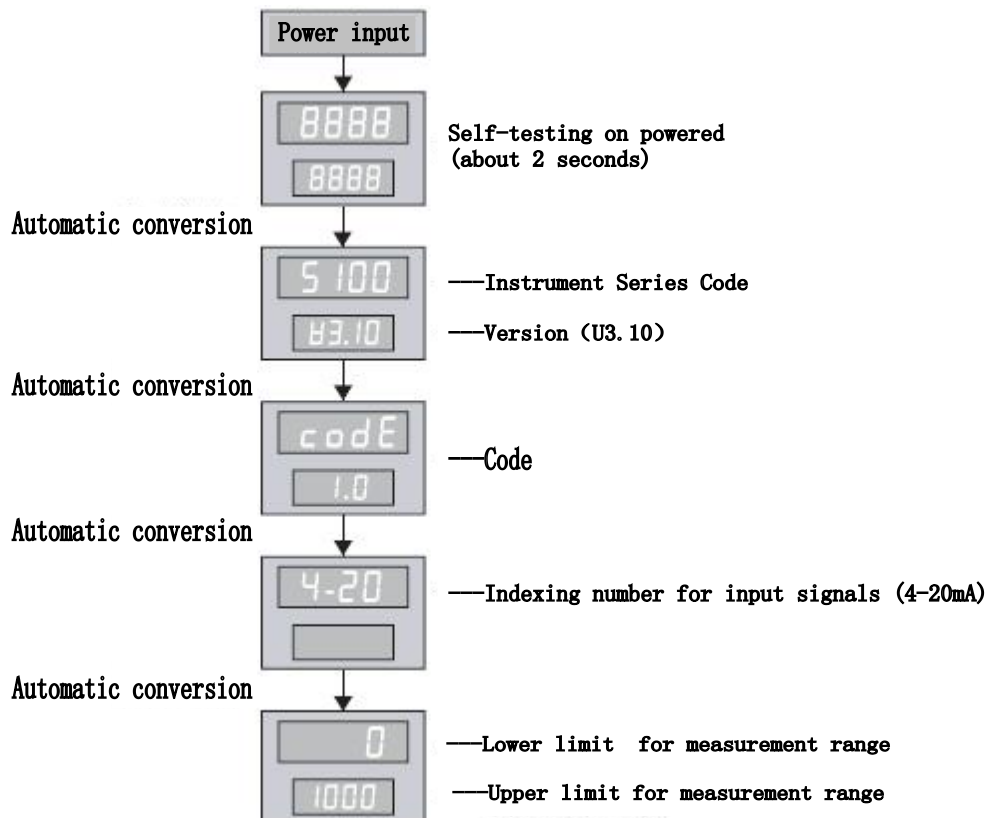 Power input
8888
Self-testing on powered
(about 2 seconds)
8888
Automatic conversion
S100
———Instrument Series Code
U3.10
———Version (U3.10)
Automatic conversion
codE
———Code
1.0
Automatic conversion
4-20
———Indexing number for input signals (4-20mA)
Automatic conversion
0
———Lower limit for measurement range
1000
———Upper limit for measurement range